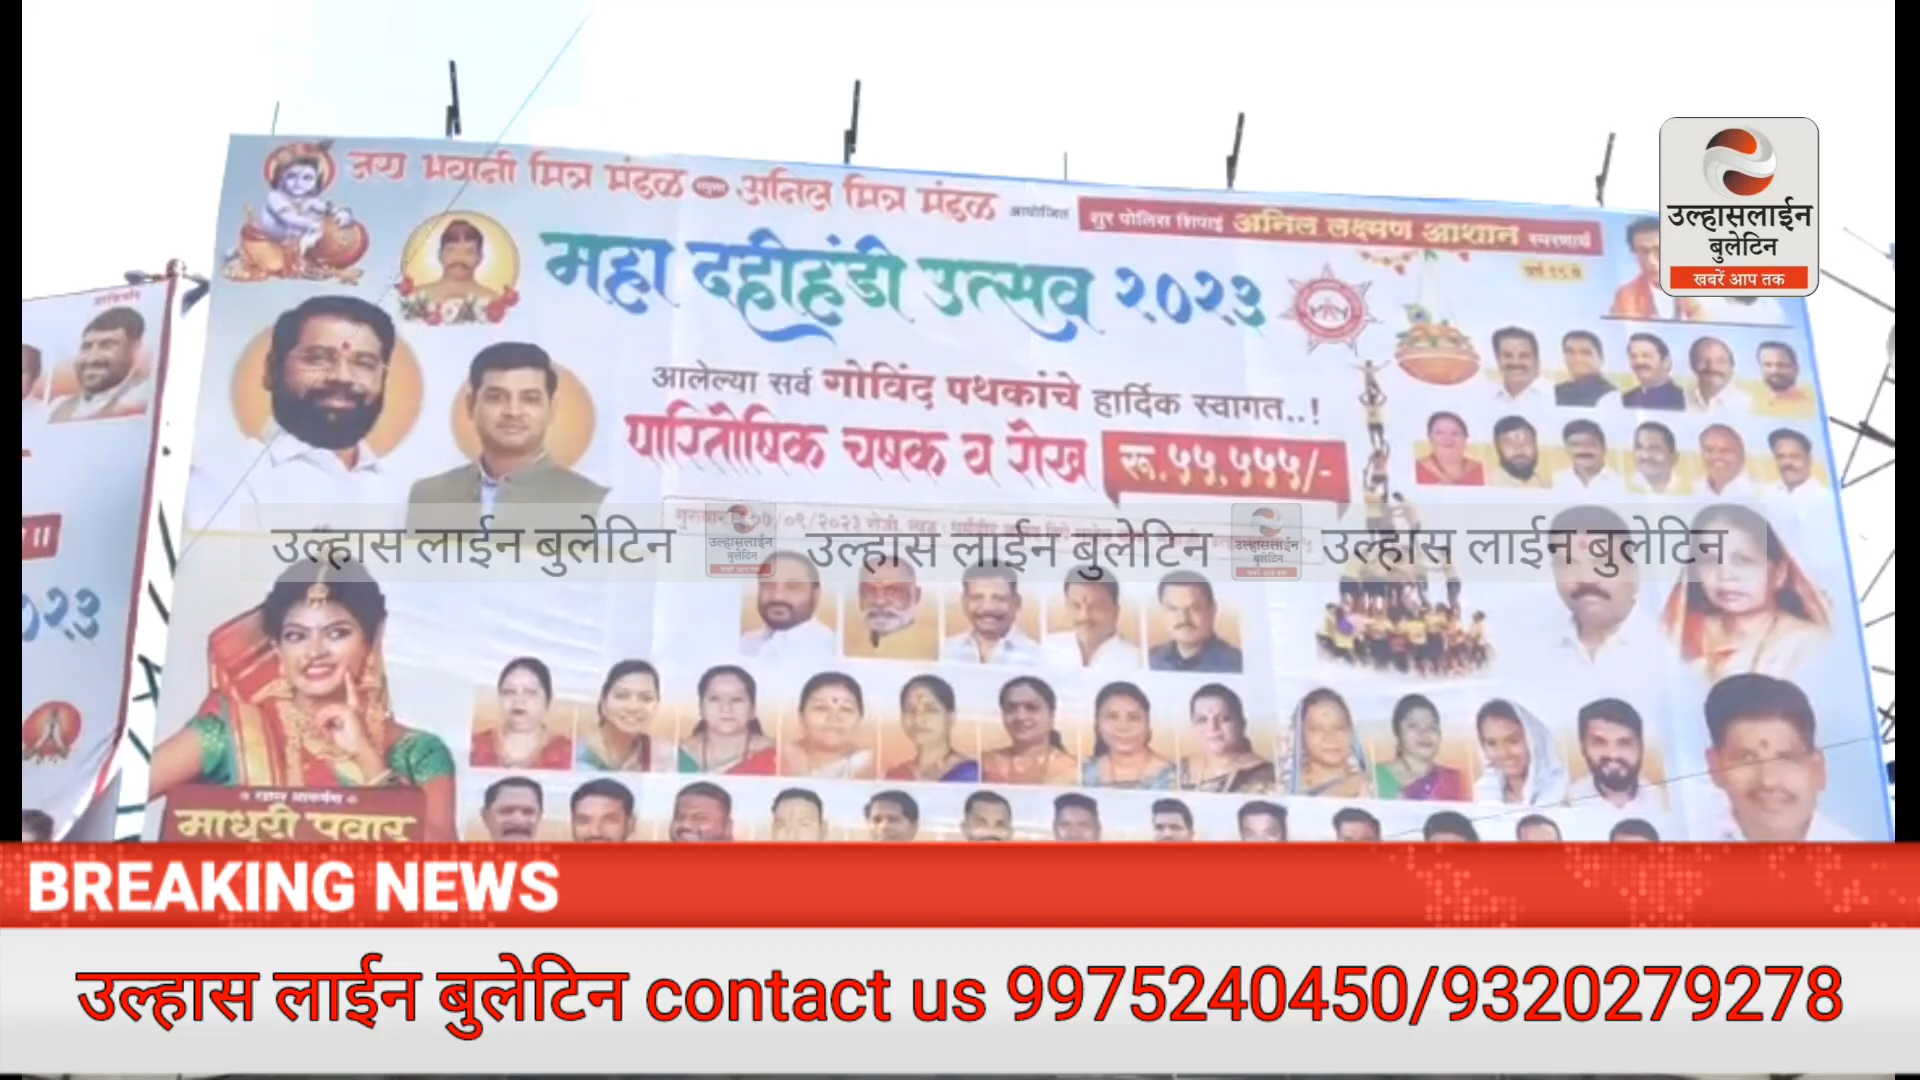 जय भवानी मित्र मंडळ संयुक्त अनिल मित्र मंडळ आयोजित
शुर पोलिस शिपाई अनिल लक्ष्मण आशान स्मरणार्थ
महा दहीहंडी उत्सव २०२३
आलेल्या सर्व गोविंद पथकांचे हार्दिक स्वागत..!
पारितोषिक चषक व रोख रू.५५,५५५/-
उल्हासलाईन
बुलेटिन
खबरें आप तक
उल्हास लाईन बुलेटिन उल्हास लाईन बुलेटिन उल्हास लाईन बुलेटिन
०२३
माधुरी पवार
BREAKING NEWS
उल्हास लाईन बुलेटिन contact us 9975240450/9320279278